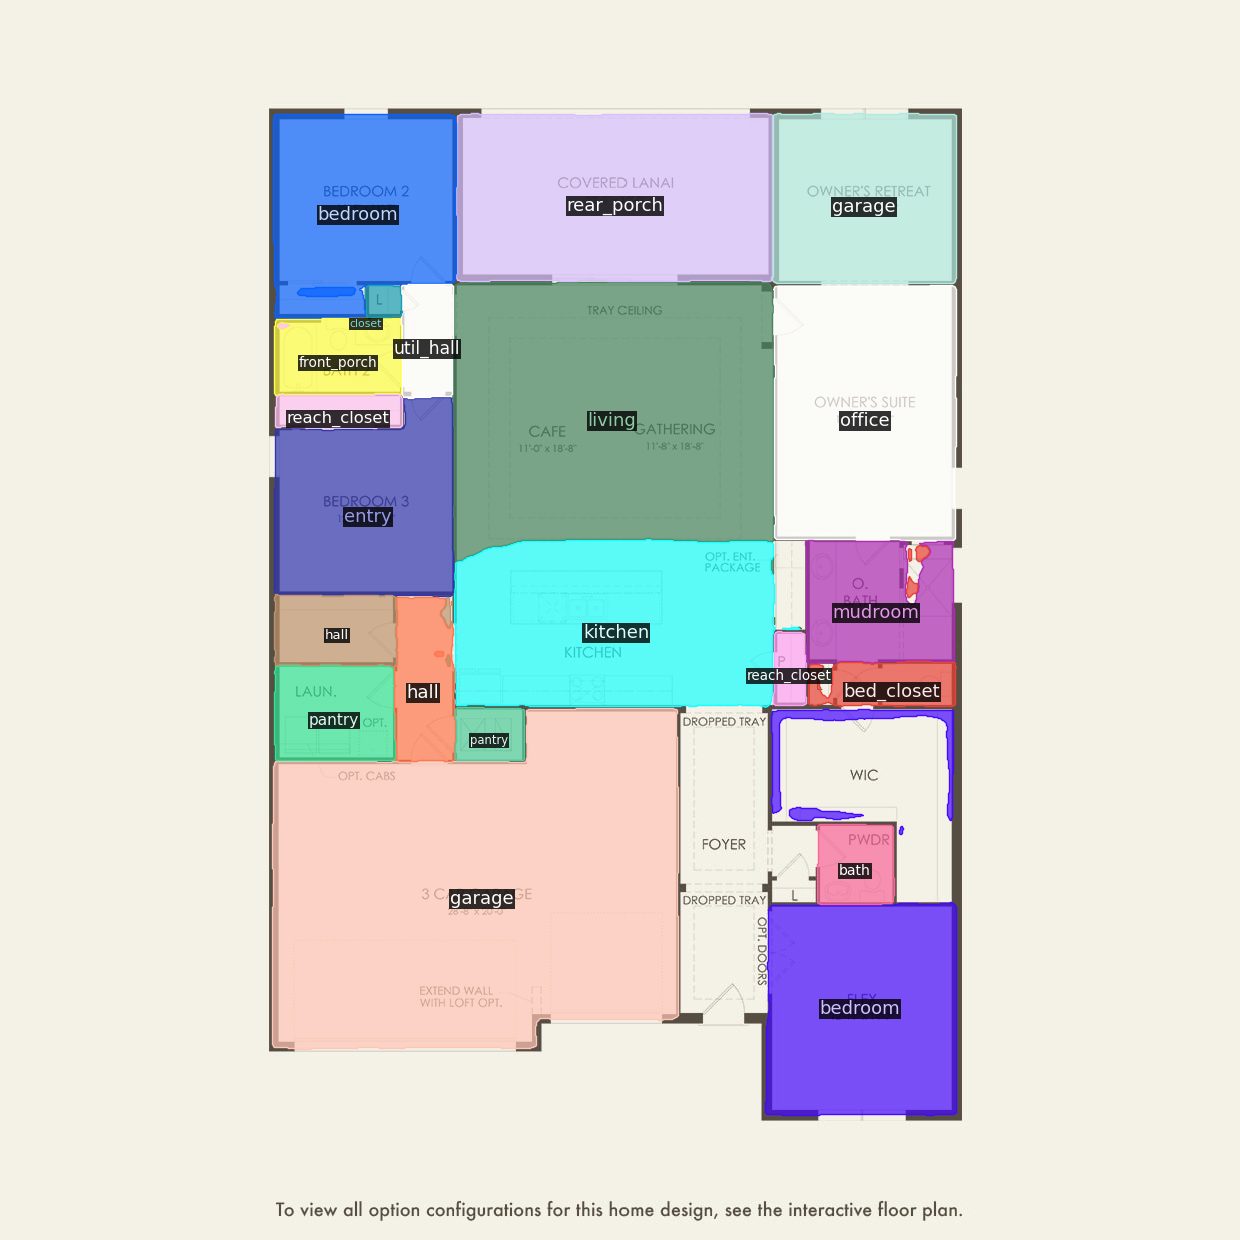 BEDROOM 2
bedroom
COVERED LANAI
rear_porch
OWNER'S RETREAT
garage
L
closet
TRAY CEILING
util_hall
front_porch
BATH 2
reach_closet
OWNER'S SUITE
office
living
CAFE
11'-0" x 18'-8"
GATHERING
11'-8" x 18'-8"
BEDROOM 3
entry
OPT. ENT.
PACKAGE
O.
BATH
mudroom
hall
kitchen
KITCHEN
P
reach_closet
bed_closet
LAUN.
hall
pantry
OPT.
pantry
DROPPED TRAY
OPT. CABS
WIC
FOYER
PWDR
bath
3 CA
GE
garage
L
DROPPED TRAY
OPT. DOORS
EXTEND WALL
WITH LOFT OPT.
FLEX
bedroom
To view all option configurations for this home design, see the interactive floor plan.